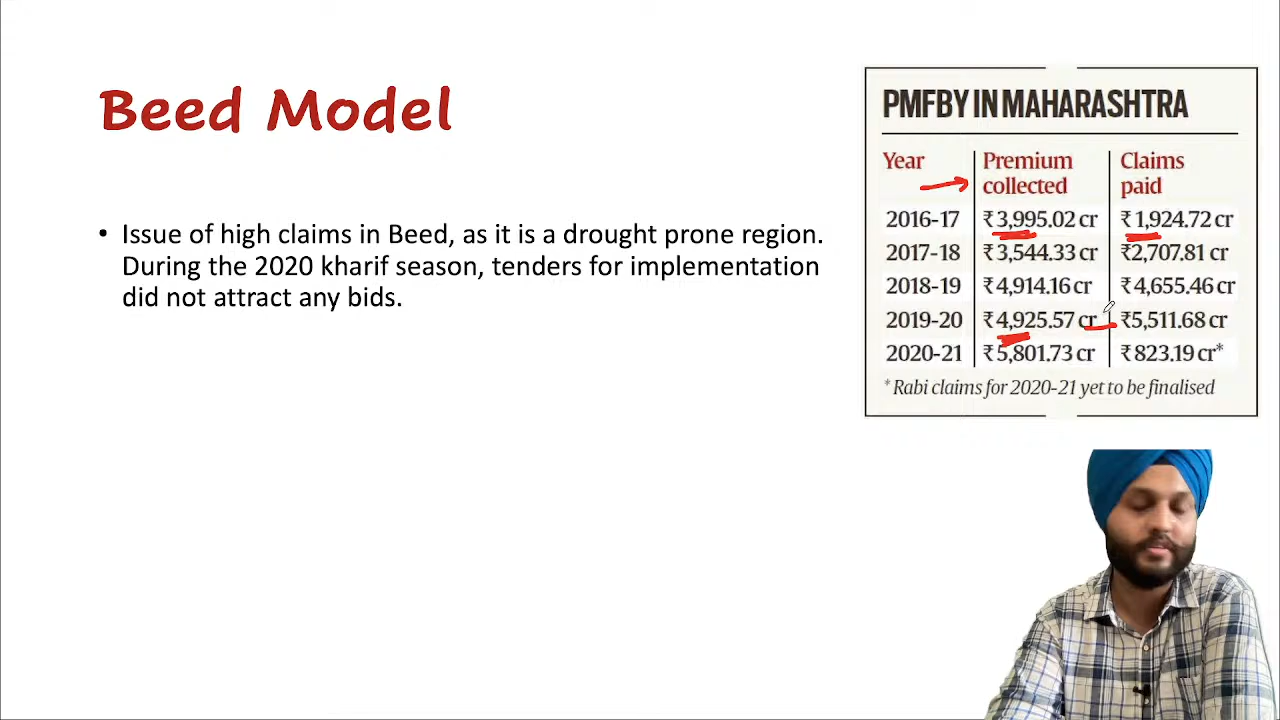 Beed Model
• Issue of high claims in Beed, as it is a drought prone region.
During the 2020 kharif season, tenders for implementation
did not attract any bids.
PMFBY IN MAHARASHTRA
Year Premium collected Claims paid
2016-17 ₹3,995.02 cr ₹1,924.72 cr
2017-18 ₹3,544.33 cr ₹2,707.81 cr
2018-19 ₹4,914.16 cr ₹4,655.46 cr
2019-20 ₹4,925.57 cr ₹5,511.68 cr
2020-21 ₹5,801.73 cr ₹823.19 cr*
* Rabi claims for 2020-21 yet to be finalised